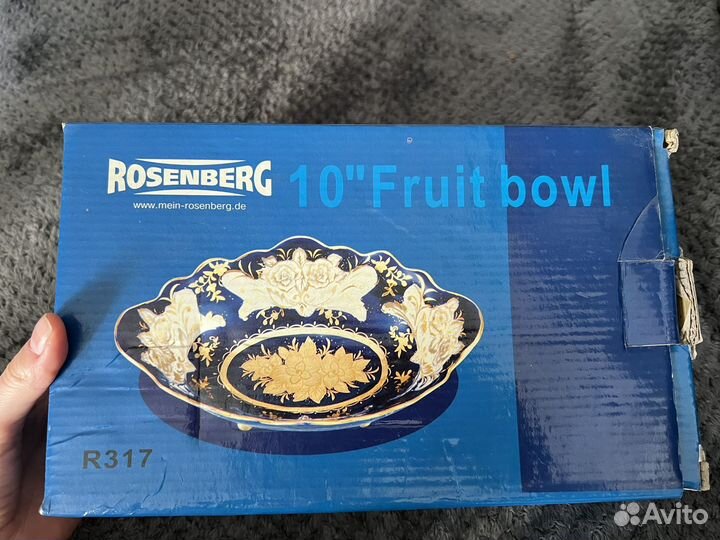 ROSENBERG
www.mein-rosenberg.de
10" Fruit bowl
R317
Avito